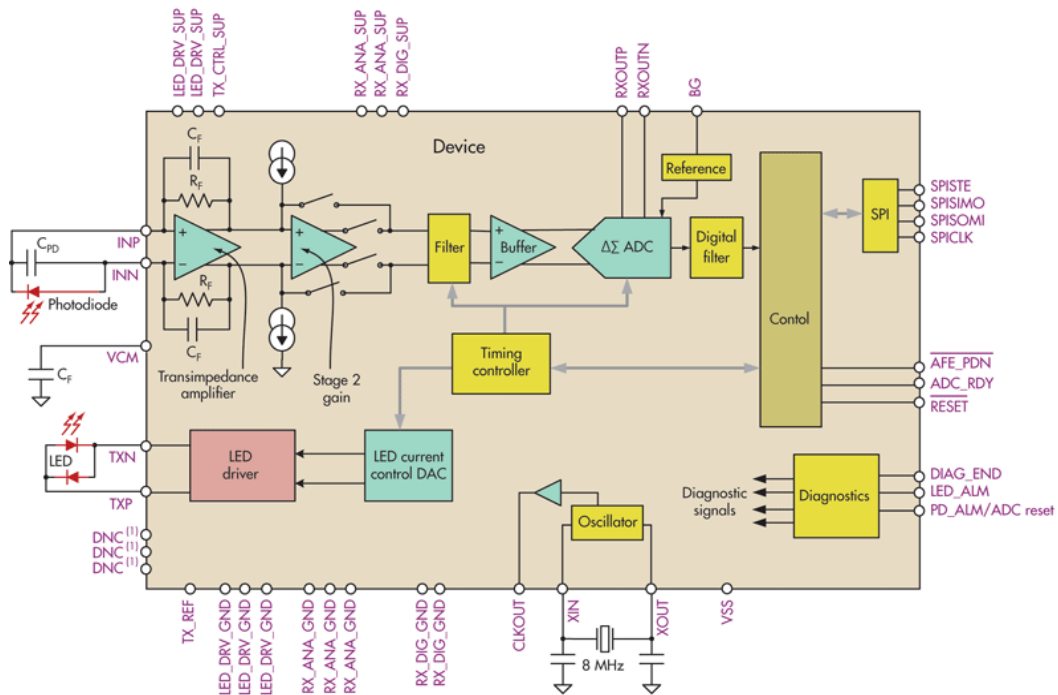 LED_DRV_SUP
LED_DRV_SUP
TX_CTRL_SUP
RX_ANA_SUP
RX_ANA_SUP
RX_DIG_SUP
RXOUTP
RXOUTN
BG
Device
CF
RF
+
−
RF
CF
Transimpedance
amplifier
+
−
Stage 2
gain
Filter
+
−
Buffer
ΔΣ ADC
Reference
Digital
filter
Contol
SPI
SPISTE
SPISIMO
SPISOMI
SPICLK
INP
CPD
INN
Photodiode
VCM
CF
Timing
controller
AFE_PDN
ADC_RDY
RESET
TXN
LED
TXP
LED
driver
LED current
control DAC
Diagnostic
signals
Diagnostics
DIAG_END
LED_ALM
PD_ALM/ADC reset
Oscillator
DNC [1]
DNC [1]
DNC [1]
TX_REF
LED_DRV_GND
LED_DRV_GND
LED_DRV_GND
RX_ANA_GND
RX_ANA_GND
RX_ANA_GND
RX_DIG_GND
RX_DIG_GND
CLKOUT
XIN
XOUT
VSS
8 MHz